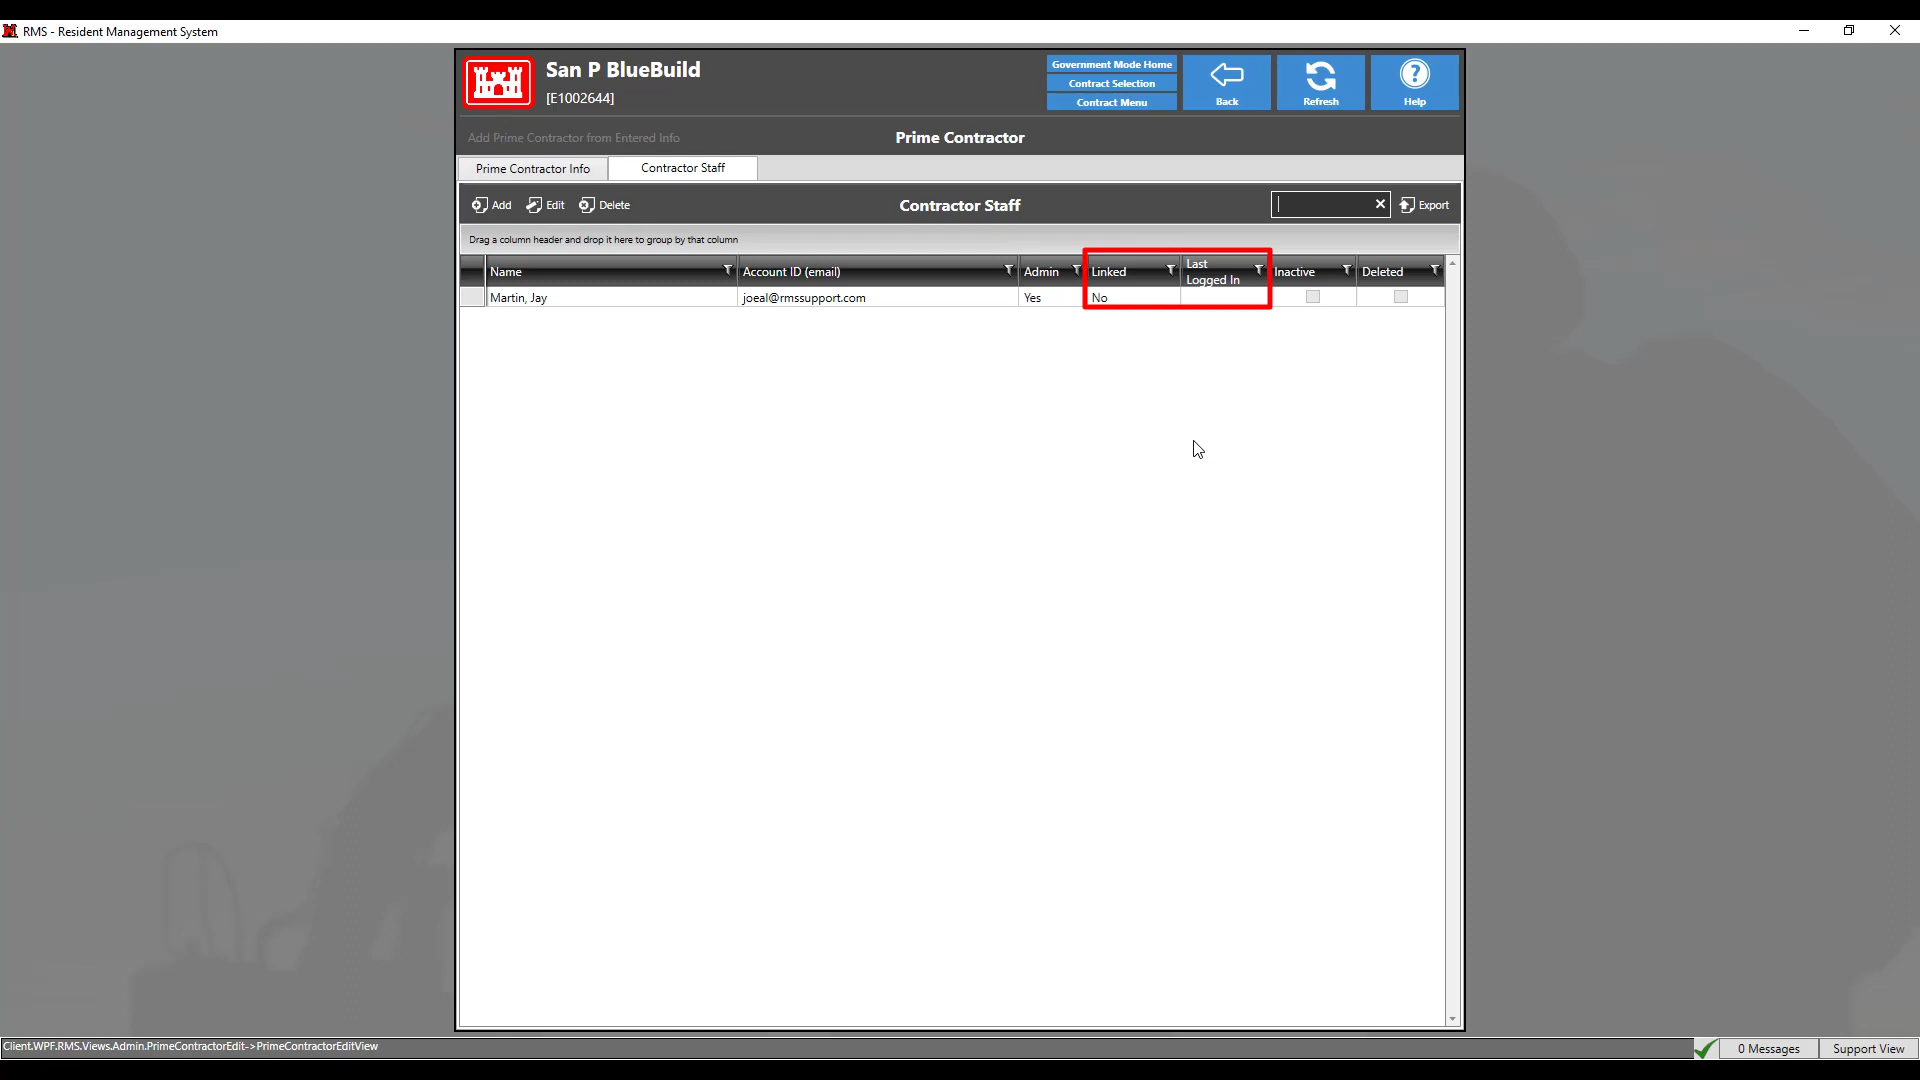 RMS - Resident Management System
San P BlueBuild
[E1002644]
Government Mode Home
Contract Selection
Contract Menu
Back
Refresh
Help
Add Prime Contractor from Entered Info
Prime Contractor
Prime Contractor Info
Contractor Staff
Add
Edit
Delete
Contractor Staff
Export
Drag a column header and drop it here to group by that column
Name
Account ID (email)
Admin
Linked
Last
Logged In
Inactive
Deleted
Martin, Jay
joeal@rmssupport.com
Yes
No
Client.WPF.RMS.Views.Admin.PrimeContractorEdit->PrimeContractorEditView
0 Messages
Support View